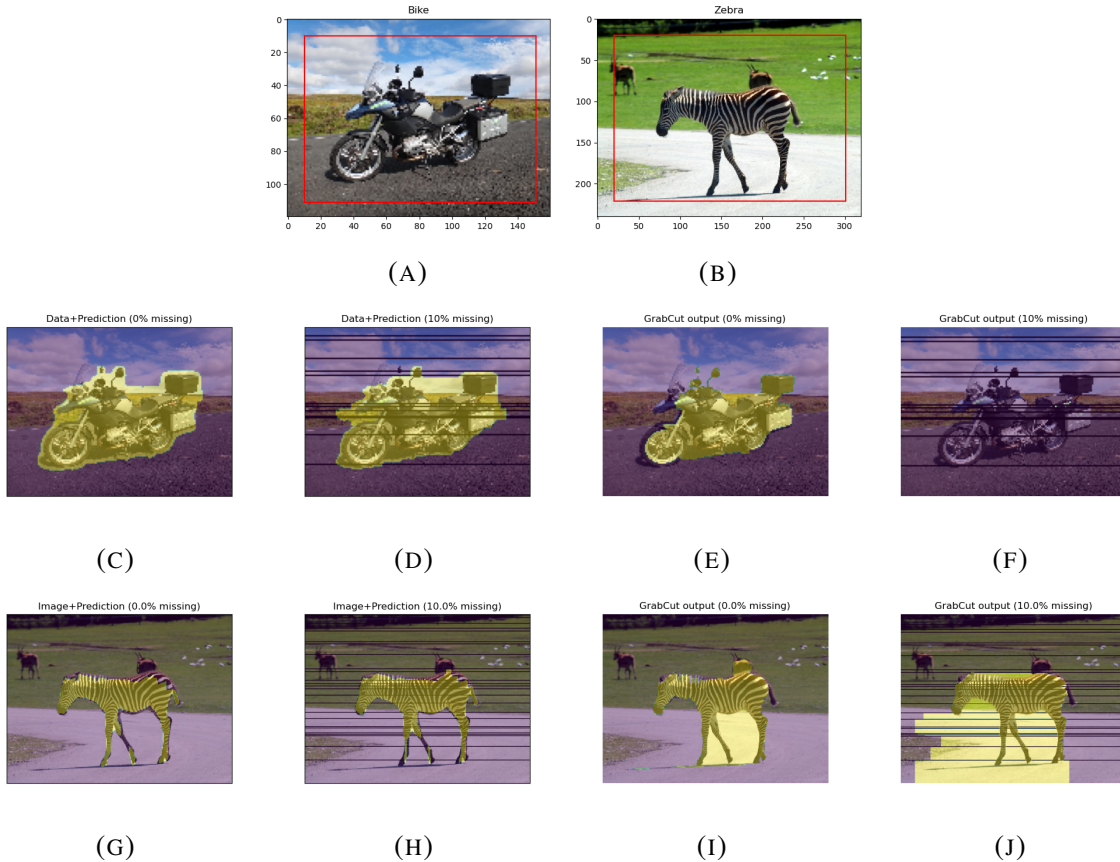 Bike
0
20
40
60
80
100
0 20 40 60 80 100 120 140
(A)
Zebra
0
50
100
150
200
0 50 100 150 200 250 300
(B)
Data+Prediction (0% missing)
(C)
Data+Prediction (10% missing)
(D)
GrabCut output (0% missing)
(E)
GrabCut output (10% missing)
(F)
Image+Prediction (0.0% missing)
(G)
Image+Prediction (10.0% missing)
(H)
GrabCut output (0.0% missing)
(I)
GrabCut output (10.0% missing)
(J)